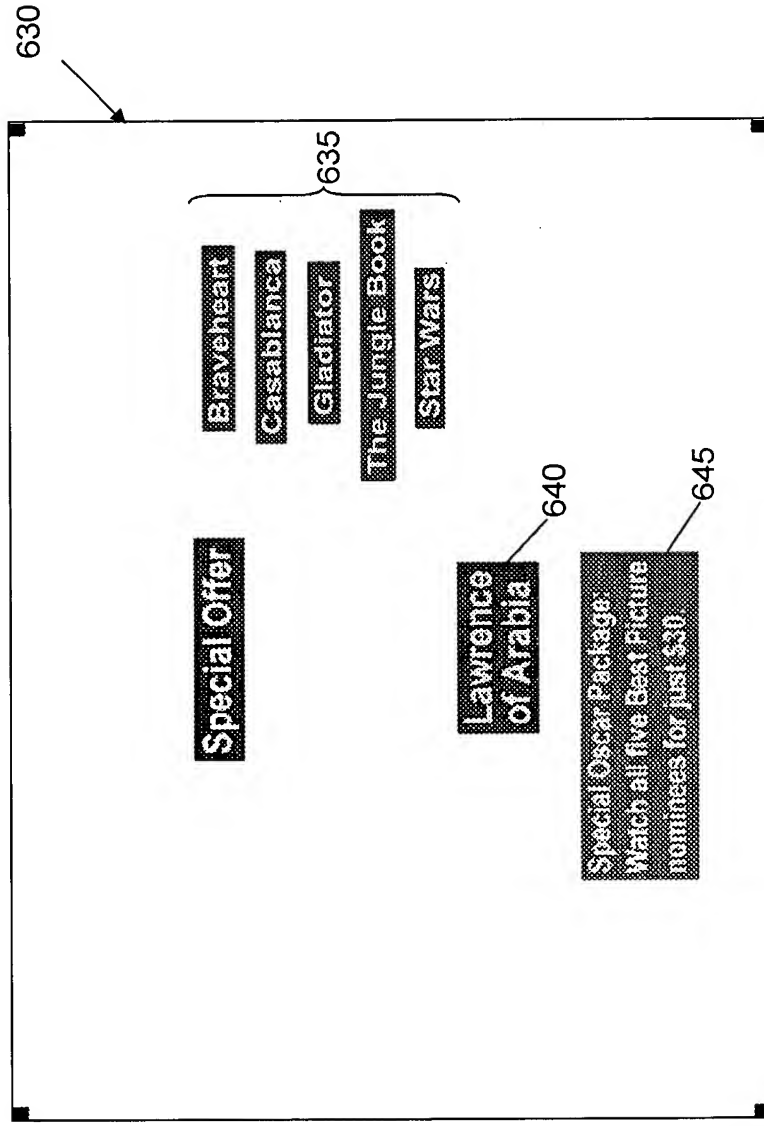 630
Special Offer
Braveheart
Casablanca
Gladiator
The Jungle Book
Star Wars
635
Lawrence
of Arabia
640
Special Oscar Package:
Watch all five Best Picture
nominees for just $30.
645